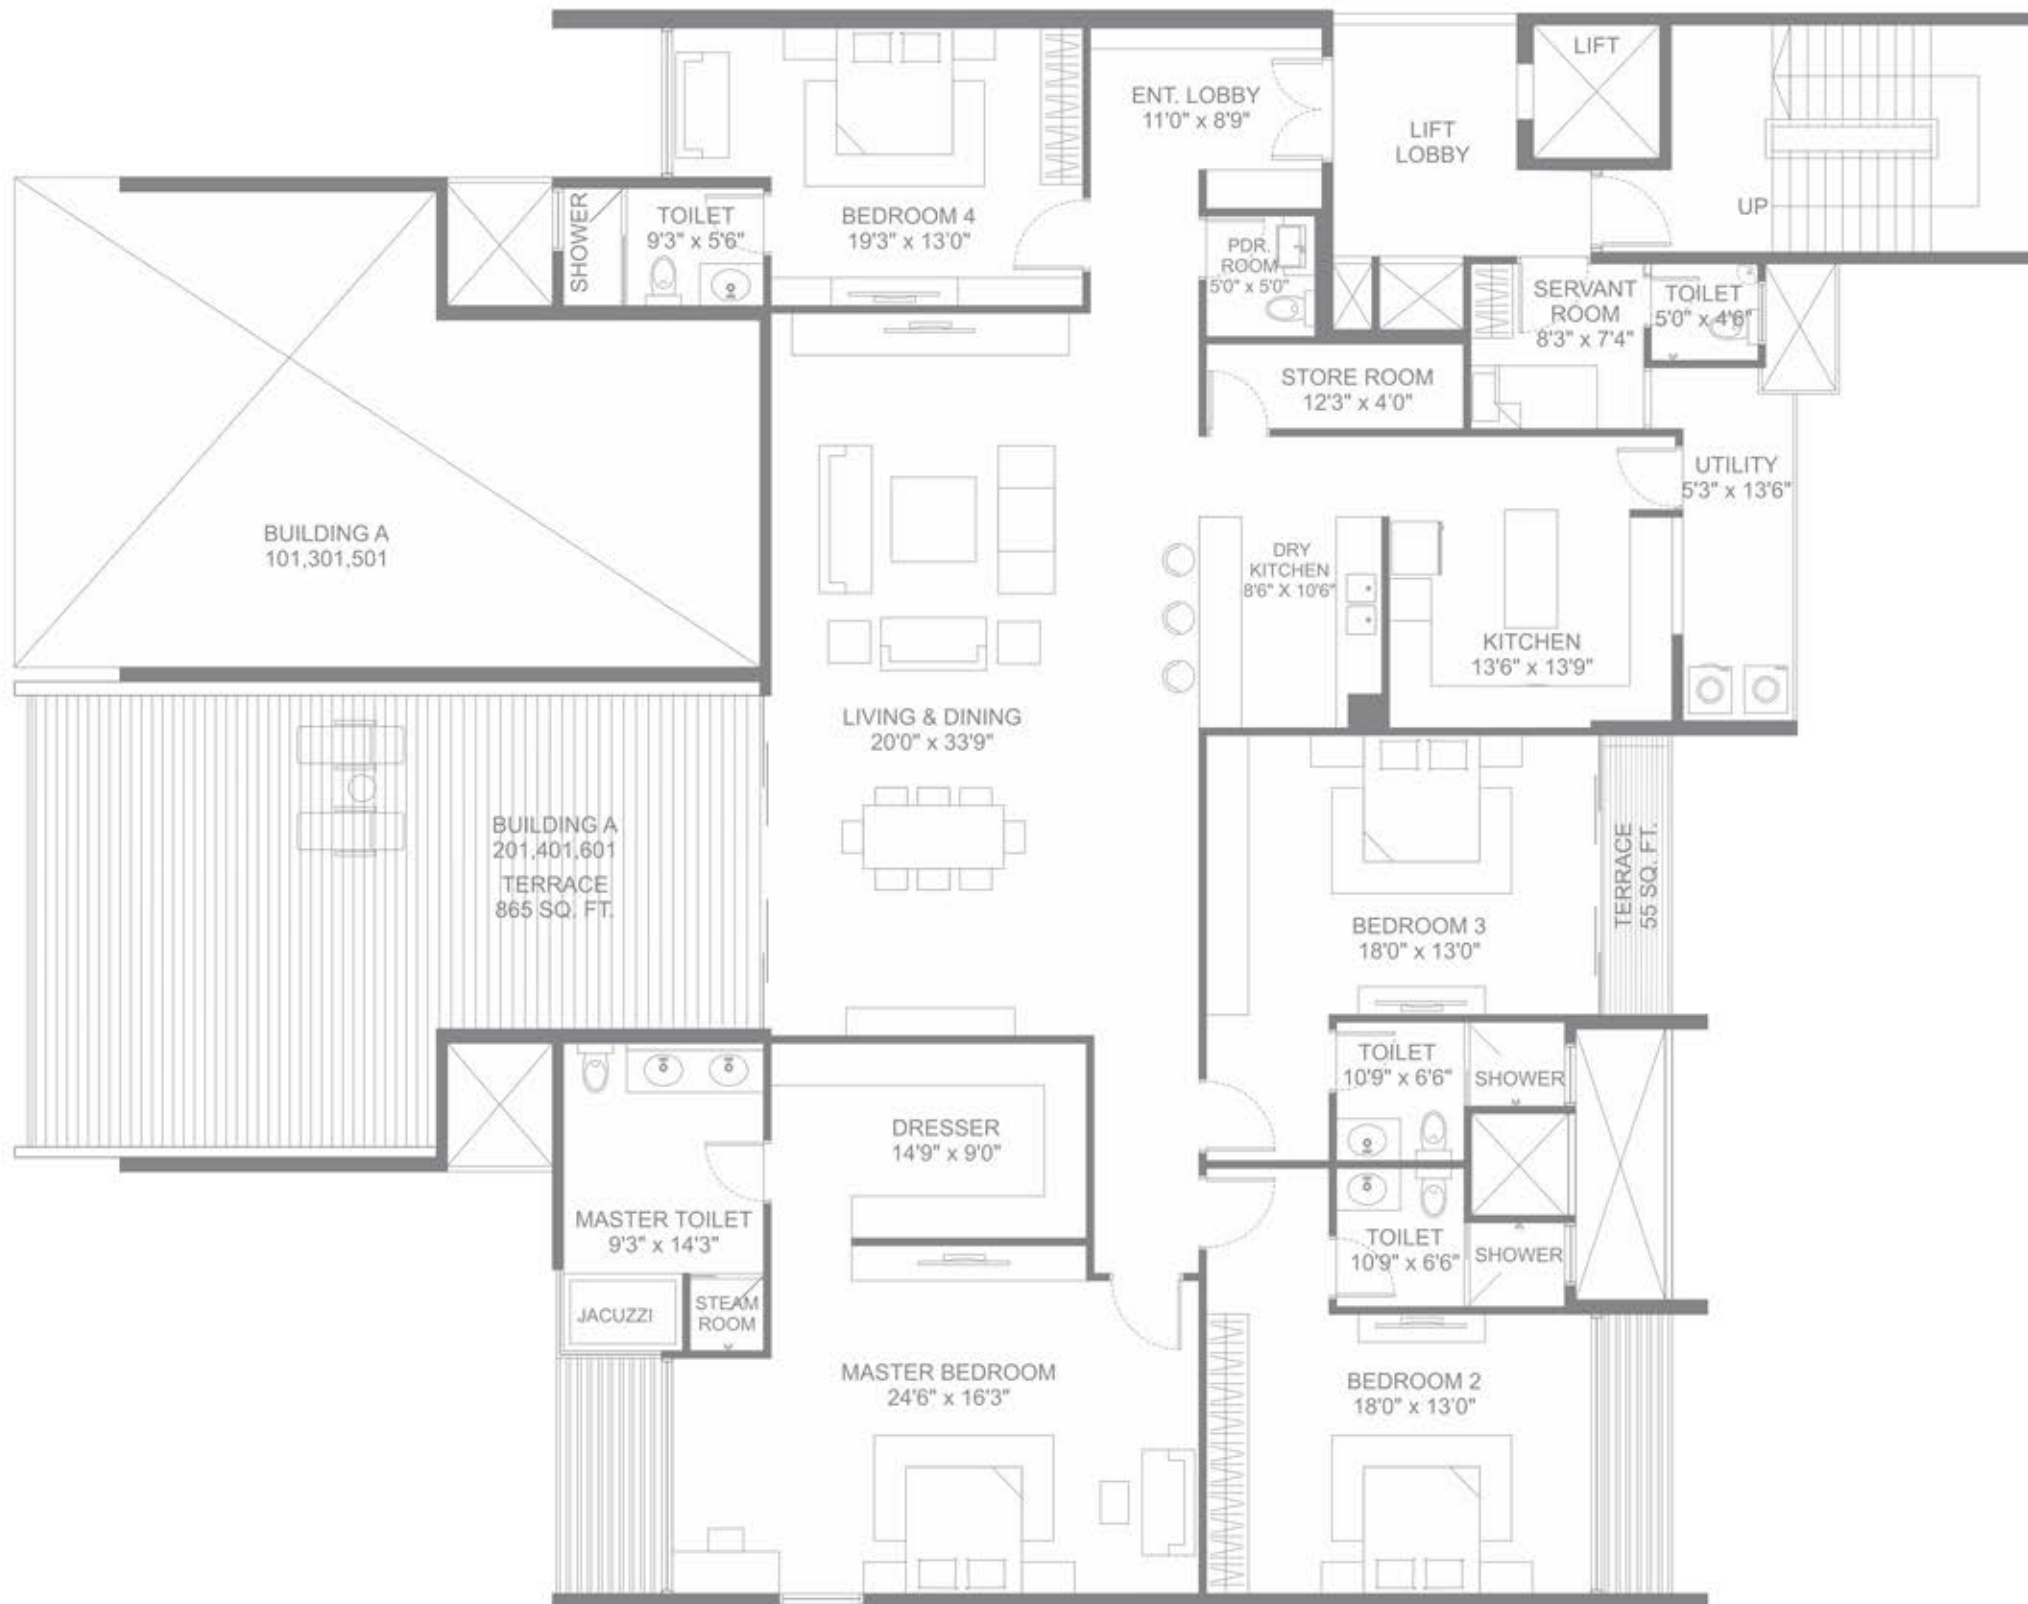 LIFT
ENT. LOBBY
11'0" x 8'9"
LIFT
LOBBY
UP
SHOWER
TOILET
9'3" x 5'6"
BEDROOM 4
19'3" x 13'0"
PDR.
ROOM
5'0" x 5'0"
SERVANT
ROOM
8'3" x 7'4"
TOILET
5'0" x 4'6"
STORE ROOM
12'3" x 4'0"
UTILITY
5'3" x 13'6"
BUILDING A
101,301,501
DRY
KITCHEN
8'6" X 10'6"
KITCHEN
13'6" x 13'9"
LIVING & DINING
20'0" x 33'9"
BUILDING A
201,401,601
TERRACE
865 SQ. FT.
TERRACE
55 SQ. FT.
BEDROOM 3
18'0" x 13'0"
TOILET
10'9" x 6'6"
SHOWER
DRESSER
14'9" x 9'0"
MASTER TOILET
9'3" x 14'3"
TOILET
10'9" x 6'6"
SHOWER
JACUZZI
STEAM
ROOM
MASTER BEDROOM
24'6" x 16'3"
BEDROOM 2
18'0" x 13'0"